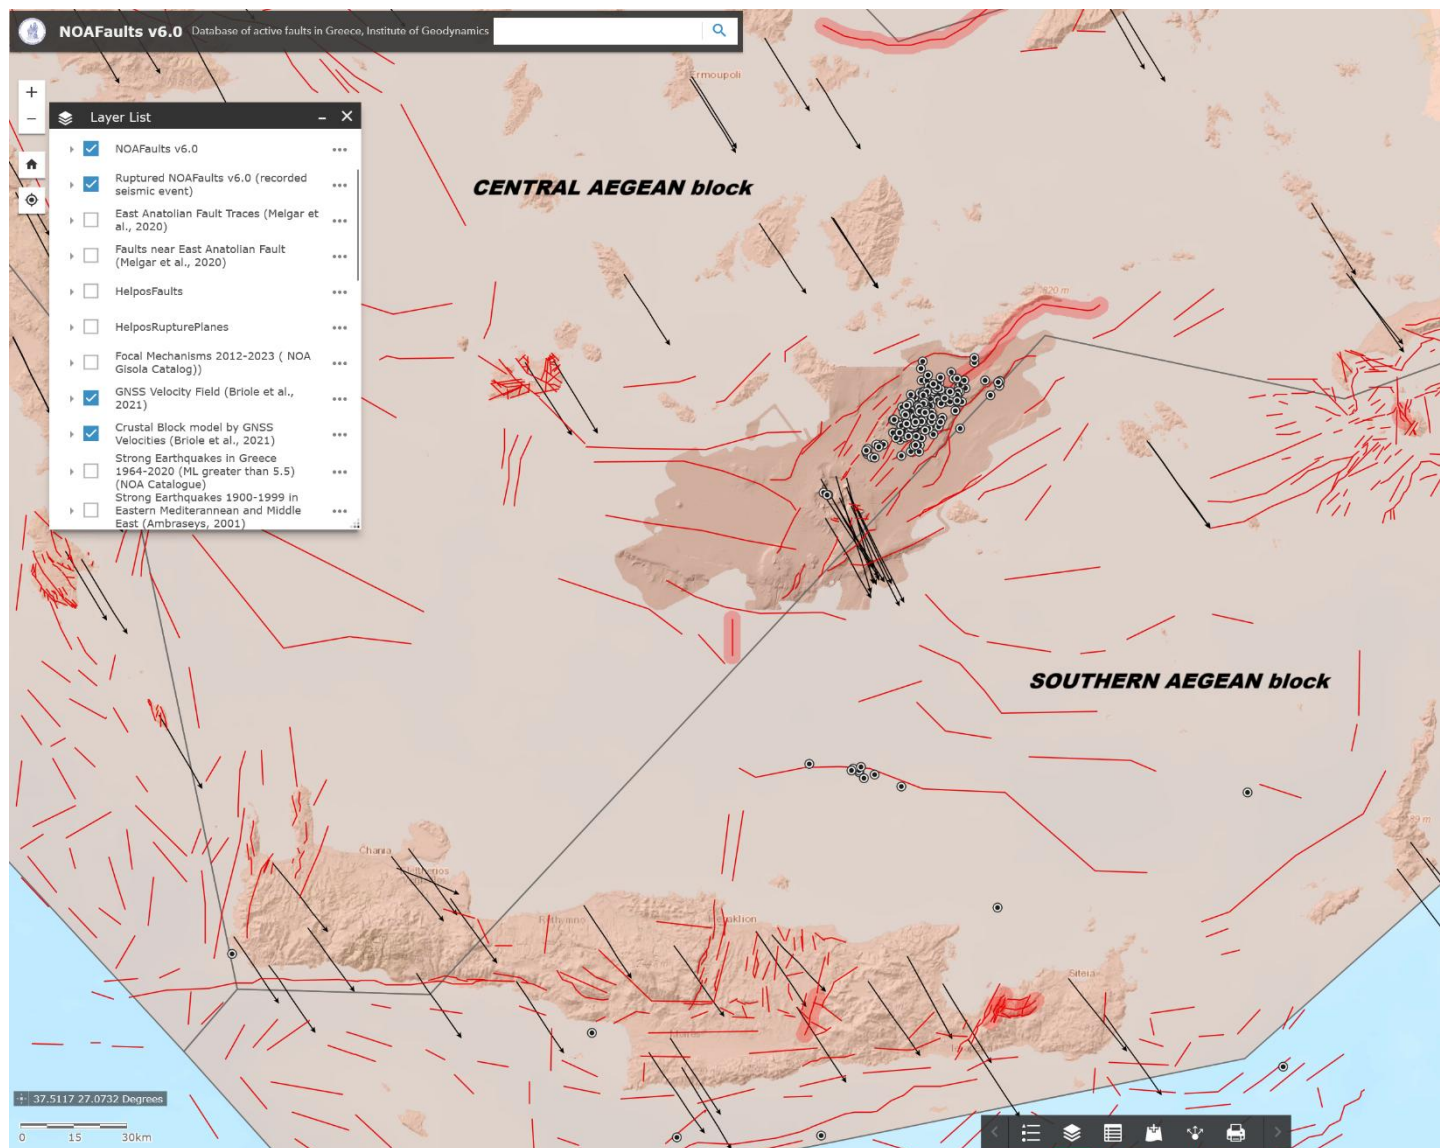 NOAFaults v6.0 Database of active faults in Greece, Institute of Geodynamics
Ermoupoli
+
−
Layer List
NOAFaults v6.0
Ruptured NOAFaults v6.0 (recorded
seismic event)
East Anatolian Fault Traces (Melgar et
al., 2020)
Faults near East Anatolian Fault
(Melgar et al., 2020)
HelposFaults
HelposRupturePlanes
Focal Mechanisms 2012-2023 ( NOA
Gisola Catalog))
GNSS Velocity Field (Briole et al.,
2021)
Crustal Block model by GNSS
Velocities (Briole et al., 2021)
Strong Earthquakes in Greece
1964-2020 (ML greater than 5.5)
(NOA Catalogue)
Strong Earthquakes 1900-1999 in
Eastern Mediterannean and Middle
East (Ambraseys, 2001)
CENTRAL AEGEAN block
SOUTHERN AEGEAN block
Chania
Rethymno
Heraklion
Siteia
37.5117 27.0732 Degrees
0 15 30km